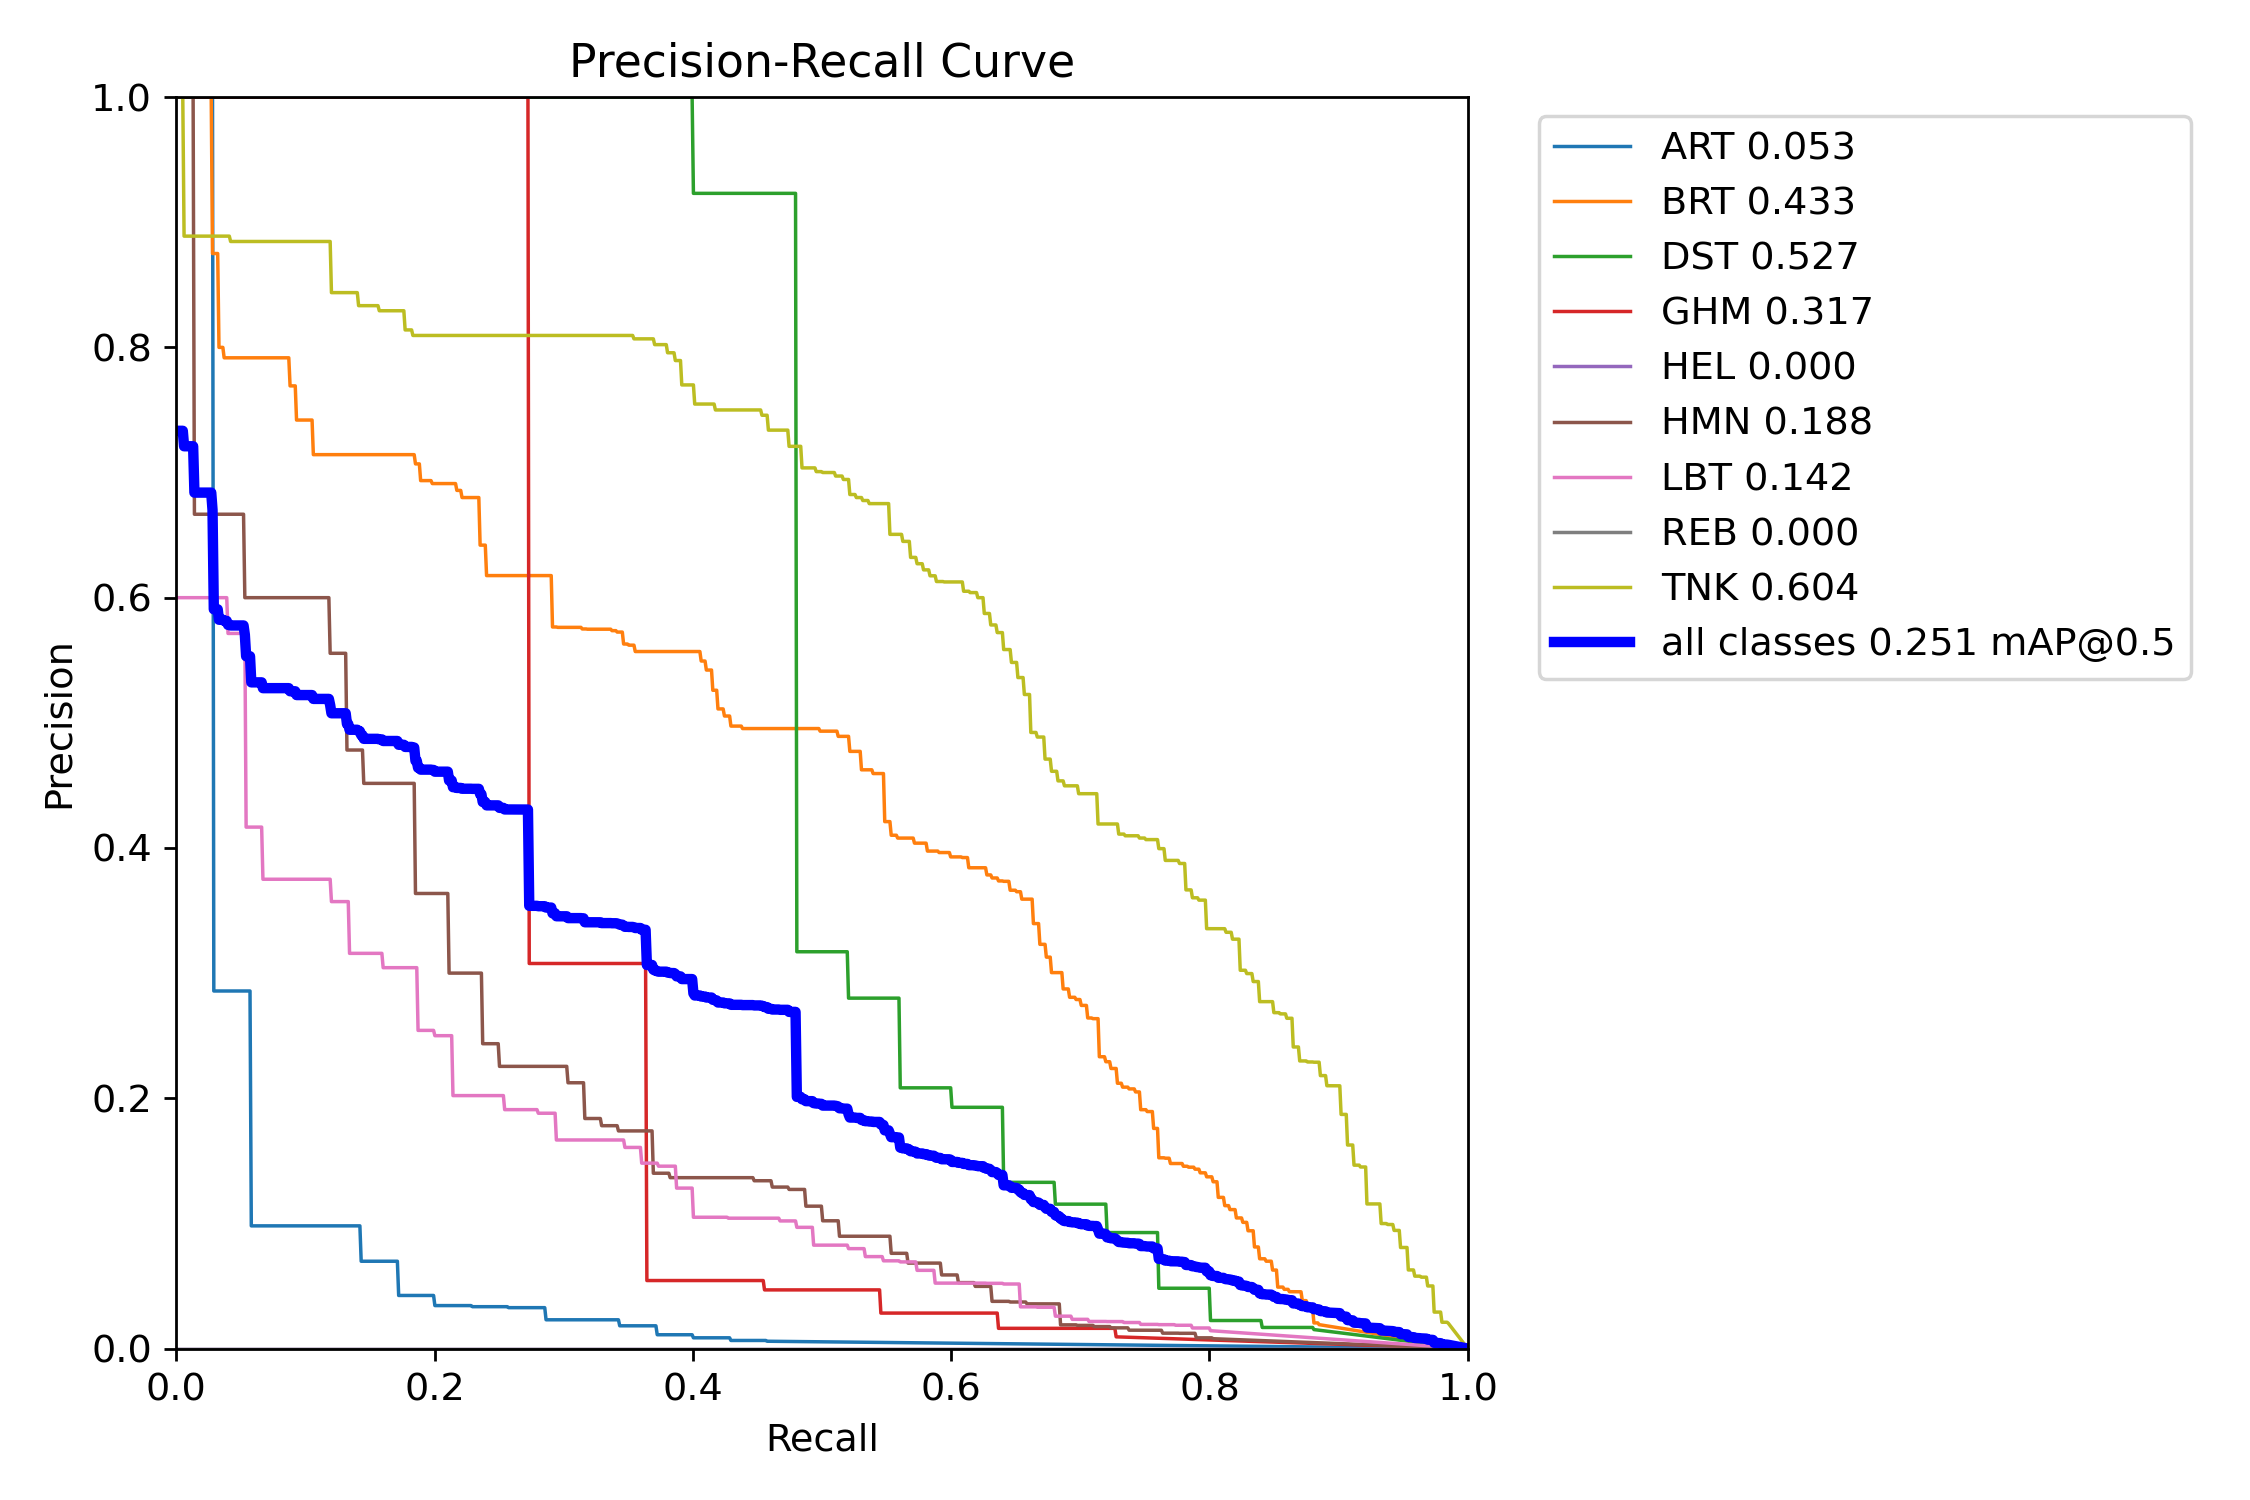 Precision-Recall Curve
1.0
0.8
0.6
0.4
0.2
0.0
Precision
0.0 0.2 0.4 0.6 0.8 1.0
Recall
ART 0.053
BRT 0.433
DST 0.527
GHM 0.317
HEL 0.000
HMN 0.188
LBT 0.142
REB 0.000
TNK 0.604
all classes 0.251 mAP@0.5